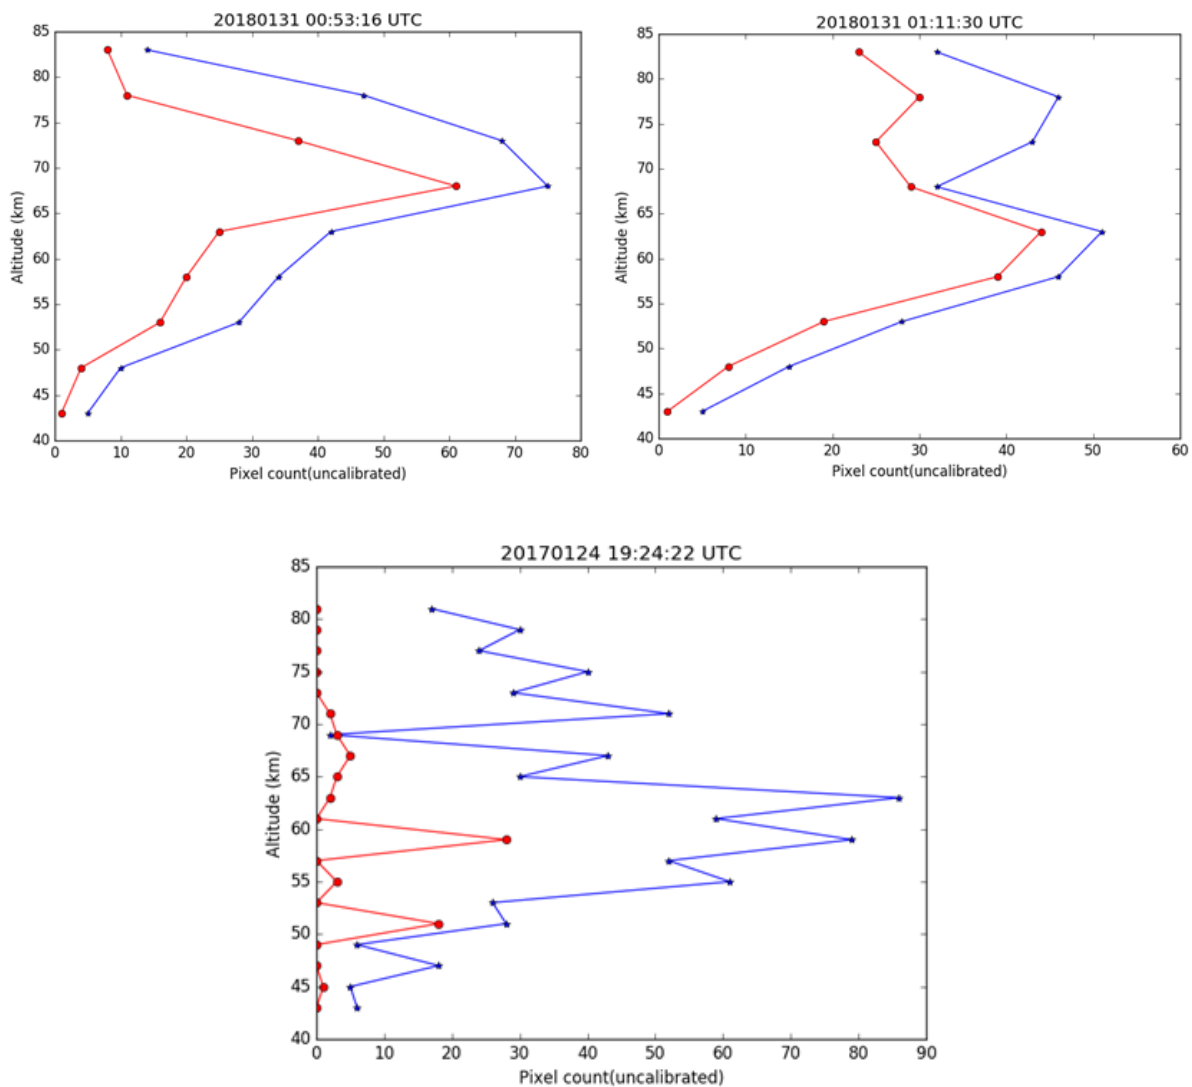 20180131 00:53:16 UTC
85
80
75
70
65
60
55
50
45
40
Altitude (km)
0 10 20 30 40 50 60 70 80
Pixel count(uncalibrated)
20180131 01:11:30 UTC
85
80
75
70
65
60
55
50
45
40
Altitude (km)
0 10 20 30 40 50 60
Pixel count(uncalibrated)
20170124 19:24:22 UTC
85
80
75
70
65
60
55
50
45
40
Altitude (km)
0 10 20 30 40 50 60 70 80 90
Pixel count(uncalibrated)